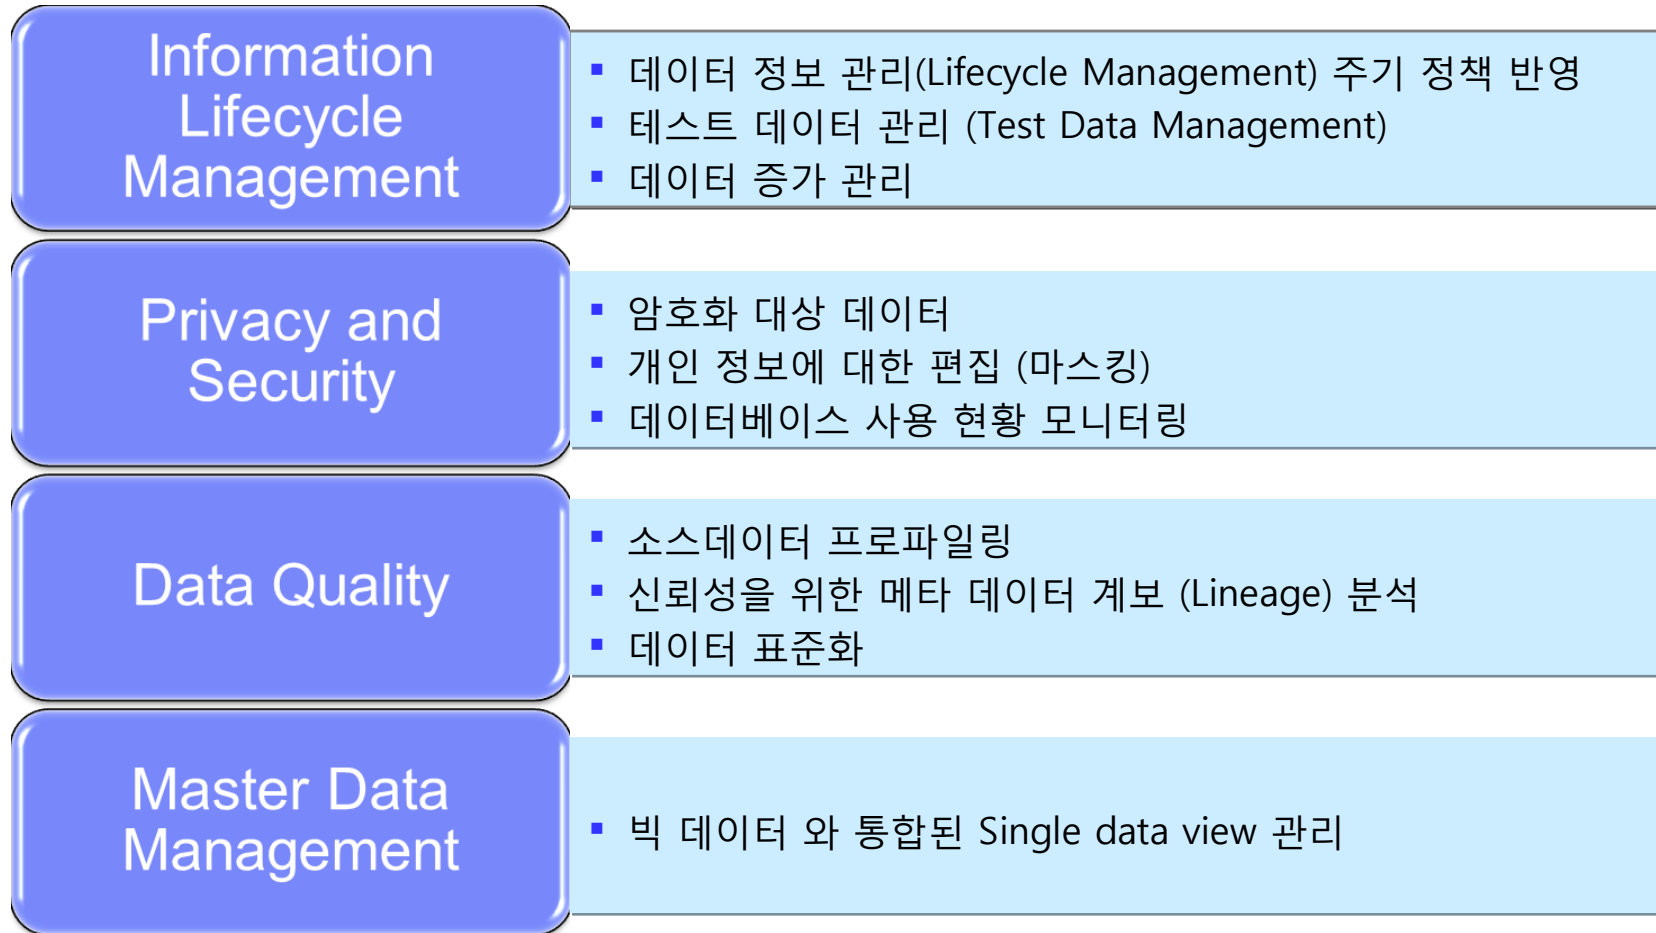 Information
Lifecycle
Management
▪ 데이터 정보 관리(Lifecycle Management) 주기 정책 반영
▪ 테스트 데이터 관리 (Test Data Management)
▪ 데이터 증가 관리
Privacy and
Security
▪ 암호화 대상 데이터
▪ 개인 정보에 대한 편집 (마스킹)
▪ 데이터베이스 사용 현황 모니터링
Data Quality
▪ 소스데이터 프로파일링
▪ 신뢰성을 위한 메타 데이터 계보 (Lineage) 분석
▪ 데이터 표준화
Master Data
Management
▪ 빅 데이터 와 통합된 Single data view 관리